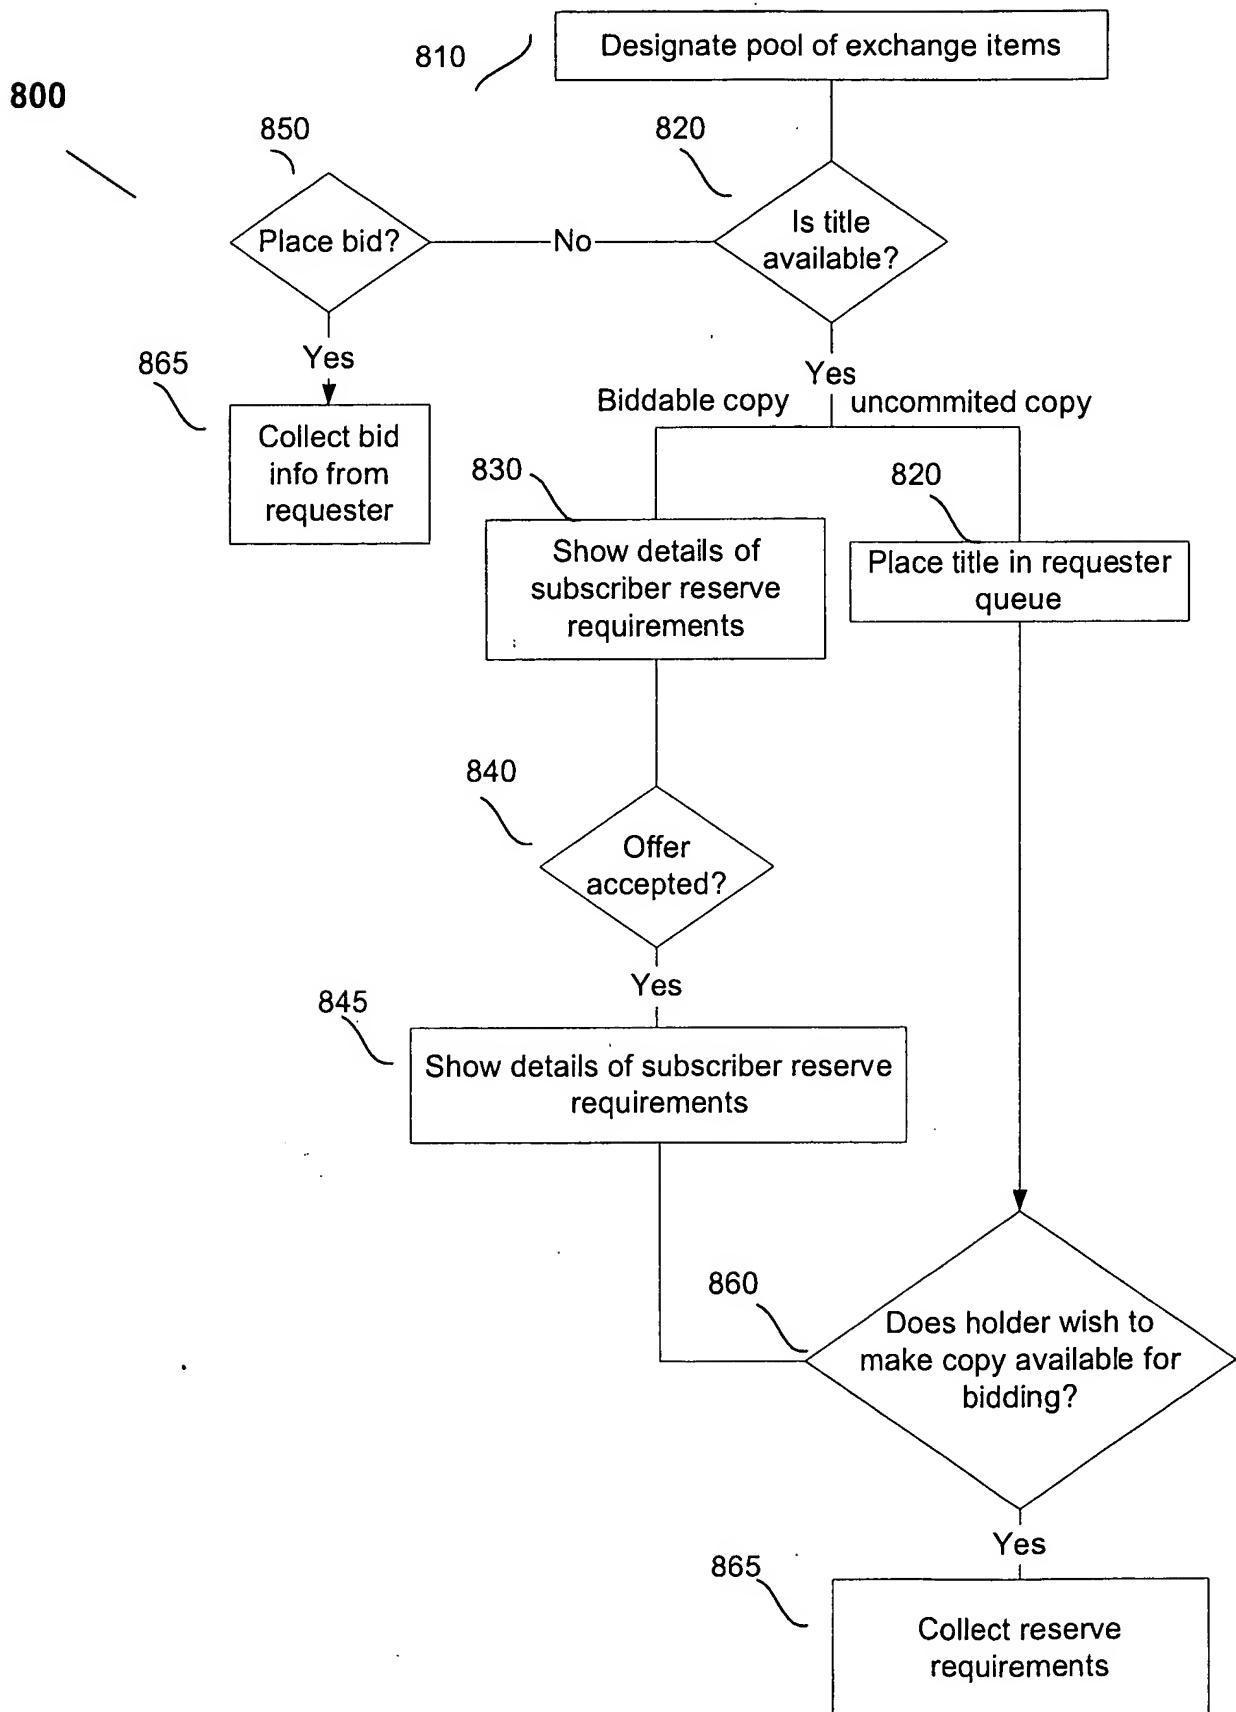 810
Designate pool of exchange items
800
850
820
Place bid?
No
Is title
available?
Yes
865
Yes
Biddable copy
uncommited copy
Collect bid
info from
requester
830
820
Show details of
subscriber reserve
requirements
Place title in requester
queue
840
Offer
accepted?
Yes
845
Show details of subscriber reserve
requirements
860
Does holder wish to
make copy available for
bidding?
Yes
865
Collect reserve
requirements